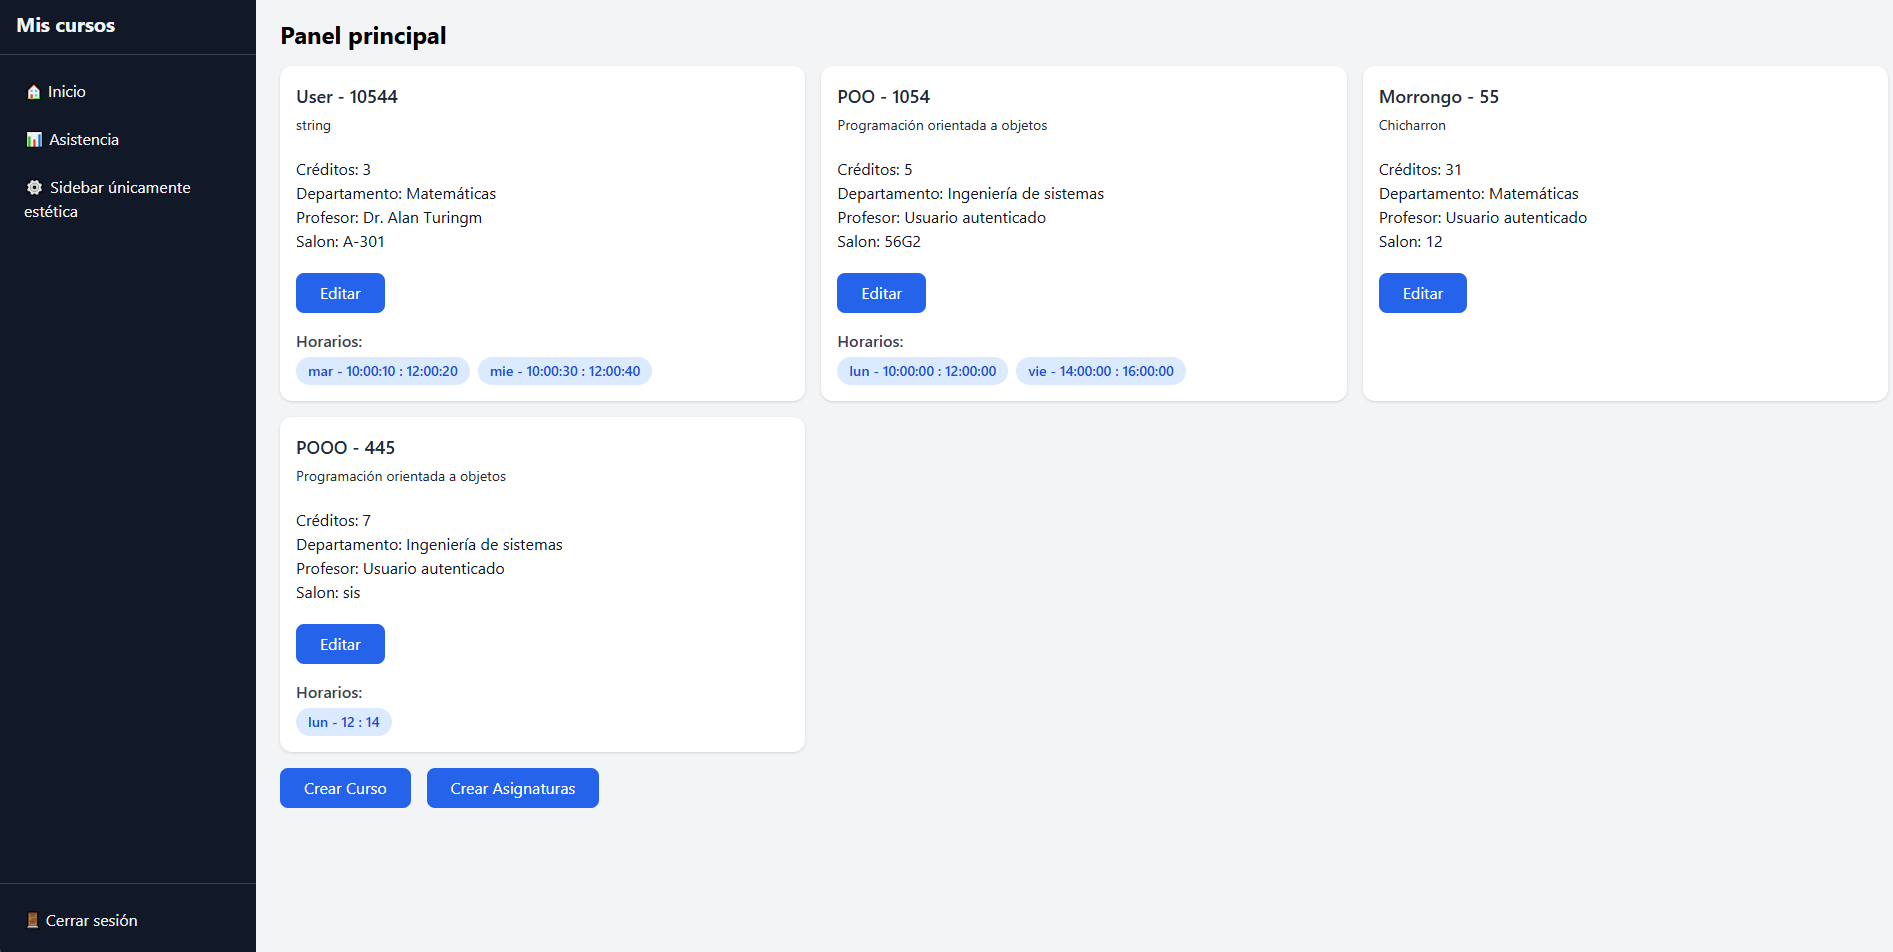 Mis cursos
Inicio
Asistencia
Sidebar únicamente
estética
Cerrar sesión
Panel principal
User - 10544
string
Créditos: 3
Departamento: Matemáticas
Profesor: Dr. Alan Turingm
Salon: A-301
Editar
Horarios:
mar - 10:00:10 : 12:00:20
mie - 10:00:30 : 12:00:40
POO - 1054
Programación orientada a objetos
Créditos: 5
Departamento: Ingeniería de sistemas
Profesor: Usuario autenticado
Salon: 56G2
Editar
Horarios:
lun - 10:00:00 : 12:00:00
vie - 14:00:00 : 16:00:00
Morrongo - 55
Chicharron
Créditos: 31
Departamento: Matemáticas
Profesor: Usuario autenticado
Salon: 12
Editar
POOO - 445
Programación orientada a objetos
Créditos: 7
Departamento: Ingeniería de sistemas
Profesor: Usuario autenticado
Salon: sis
Editar
Horarios:
lun - 12 : 14
Crear Curso
Crear Asignaturas